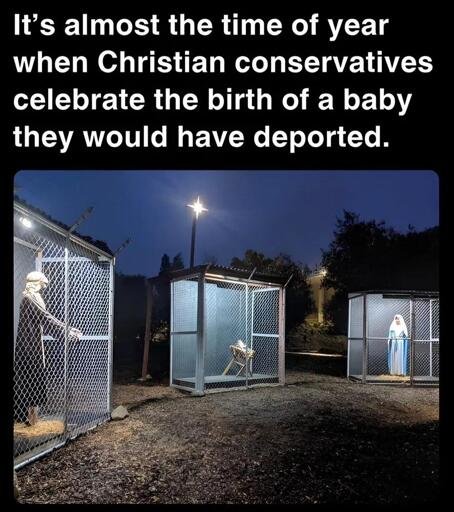 It’s almost the time of year
when Christian conservatives
celebrate the birth of a baby
they would have deported.